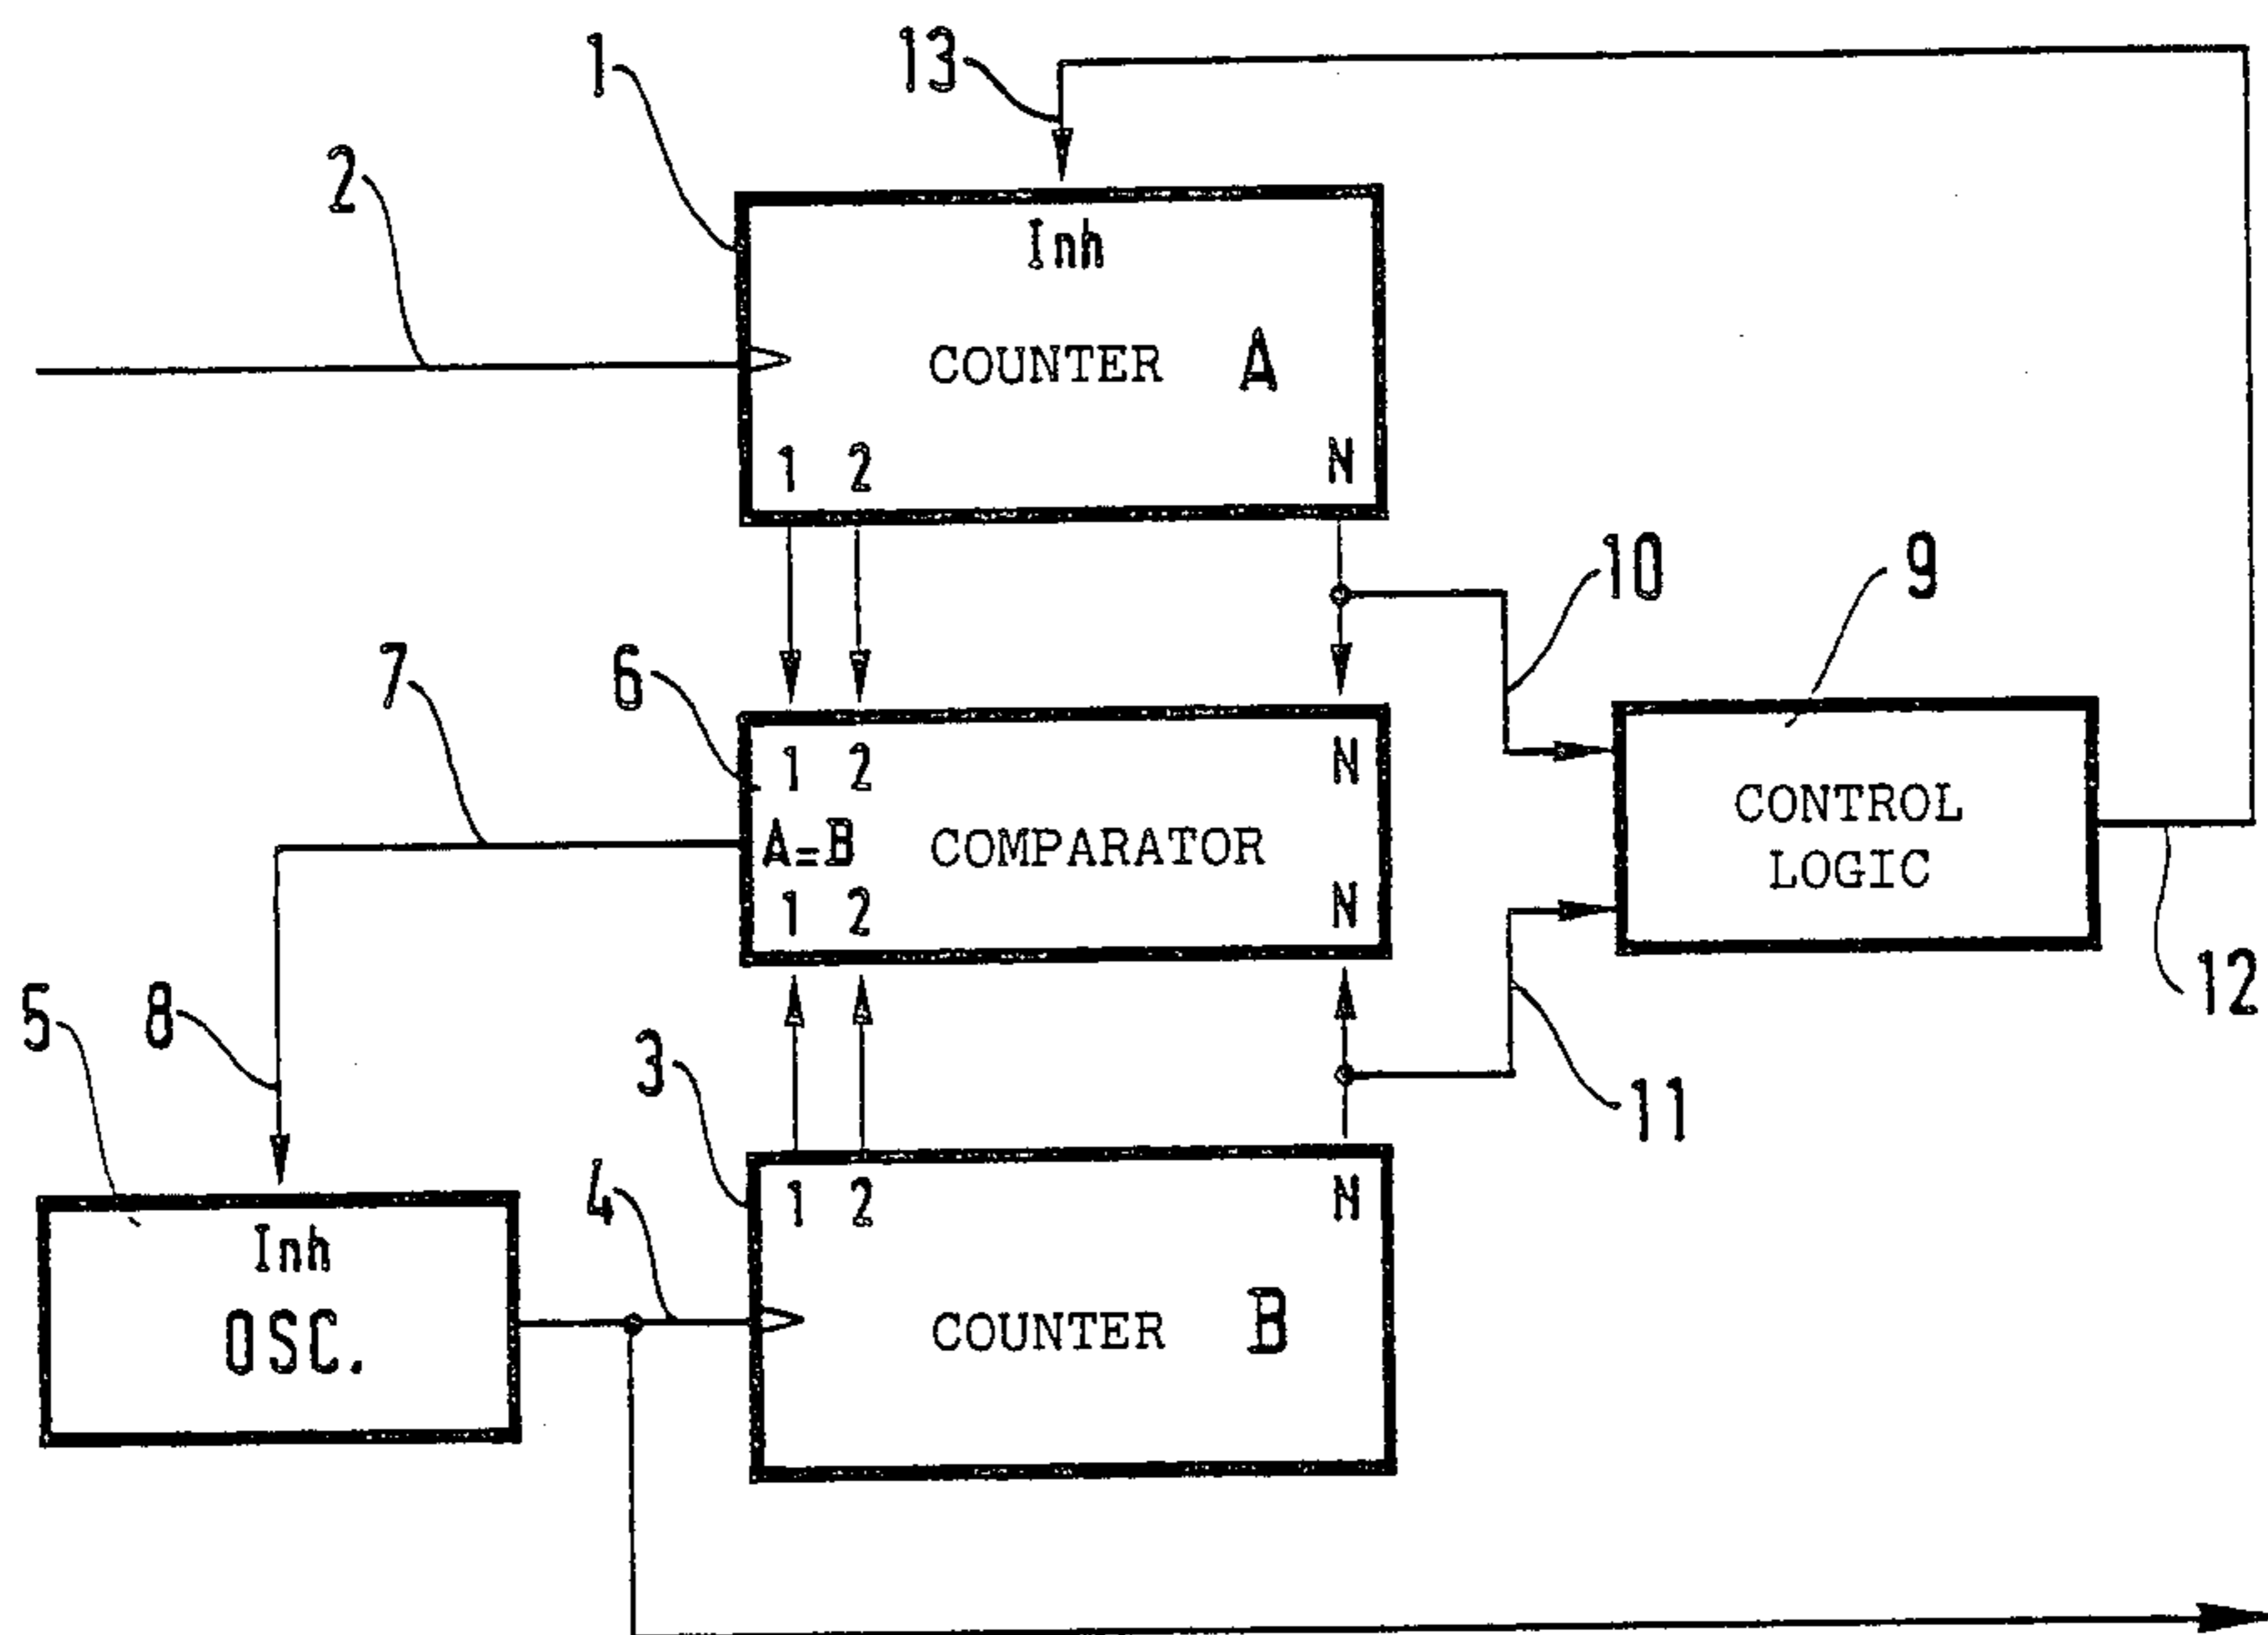 1
13
2
Inh
COUNTER A
1 2 N
10
9
7
6
1 2 N
A=B COMPARATOR
1 2 N
CONTROL
LOGIC
12
5
8
3
11
4
1 2 N
Inh
OSC.
COUNTER B